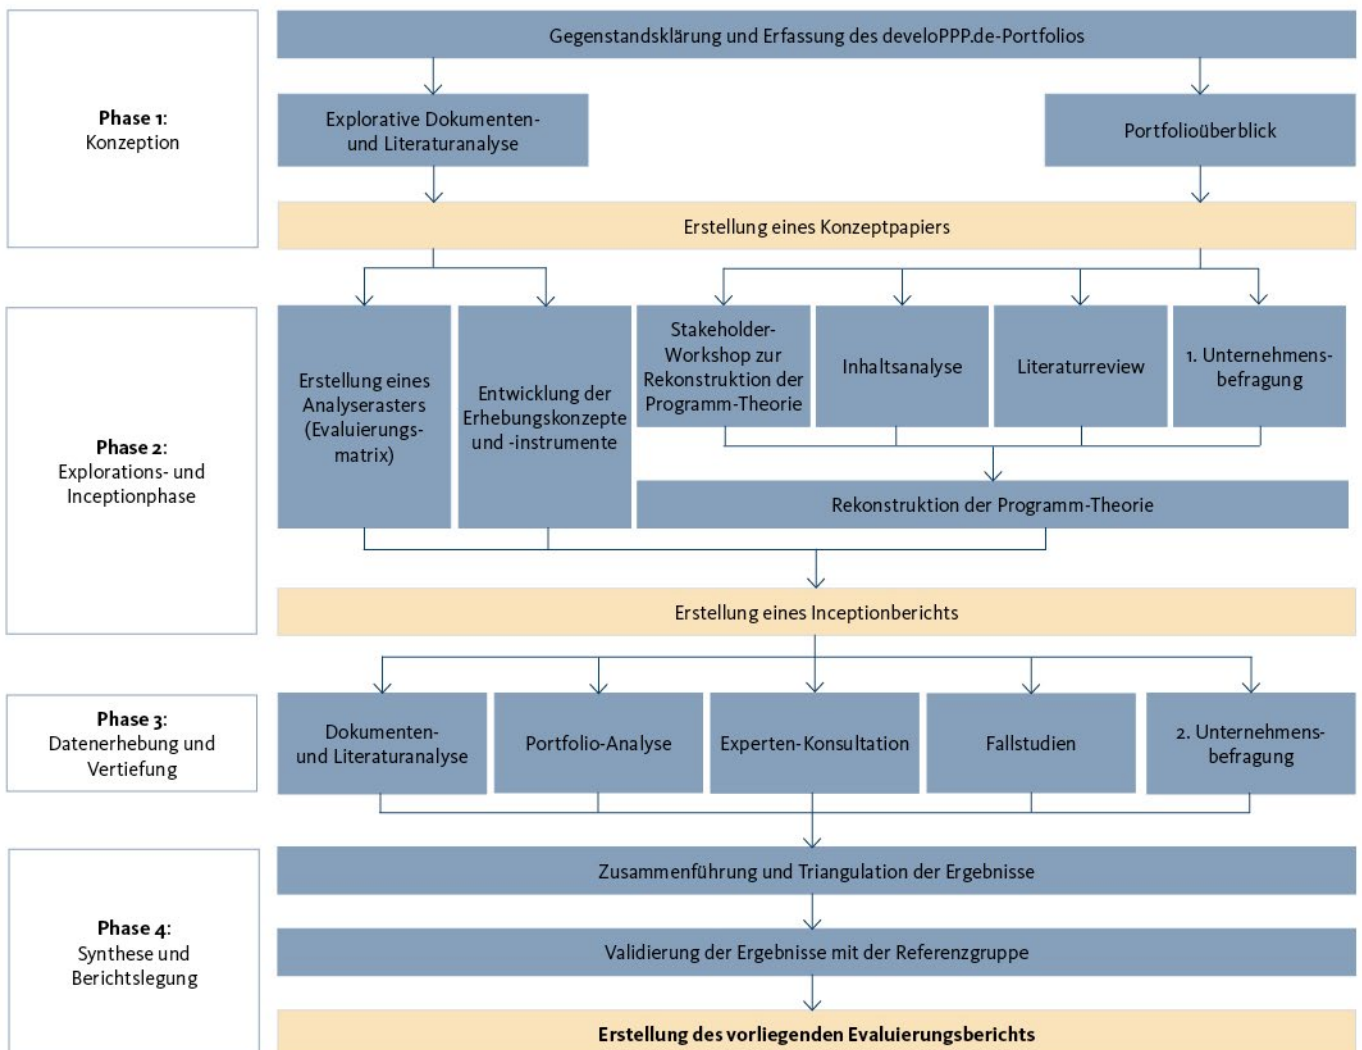 Gegenstandsklärung und Erfassung des develoPPP.de-Portfolios
Phase 1:
Konzeption
Explorative Dokumenten-
und Literaturanalyse
Portfolioüberblick
Erstellung eines Konzeptpapiers
Phase 2:
Explorations- und
Inceptionphase
Erstellung eines
Analyserasters
(Evaluierungs-
matrix)
Entwicklung der
Erhebungskonzepte
und -instrumente
Stakeholder-
Workshop zur
Rekonstruktion der
Programm-Theorie
Inhaltsanalyse
Literaturreview
1. Unternehmens-
befragung
Rekonstruktion der Programm-Theorie
Erstellung eines Inceptionberichts
Phase 3:
Datenerhebung und
Vertiefung
Dokumenten-
und Literaturanalyse
Portfolio-Analyse
Experten-Konsultation
Fallstudien
2. Unternehmens-
befragung
Phase 4:
Synthese und
Berichtslegung
Zusammenführung und Triangulation der Ergebnisse
Validierung der Ergebnisse mit der Referenzgruppe
Erstellung des vorliegenden Evaluierungsberichts